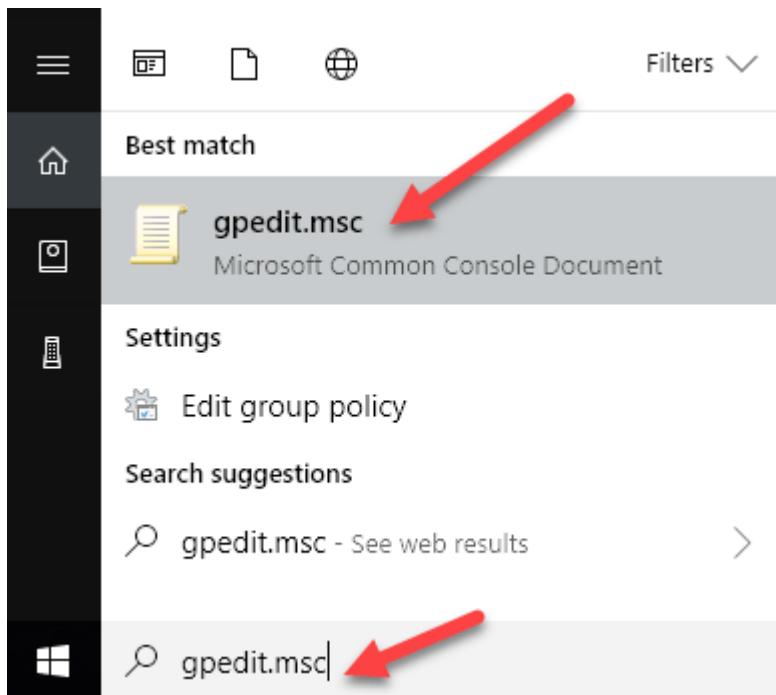 Filters
Best match
gpedit.msc
Microsoft Common Console Document
Settings
Edit group policy
Search suggestions
gpedit.msc - See web results
gpedit.msc